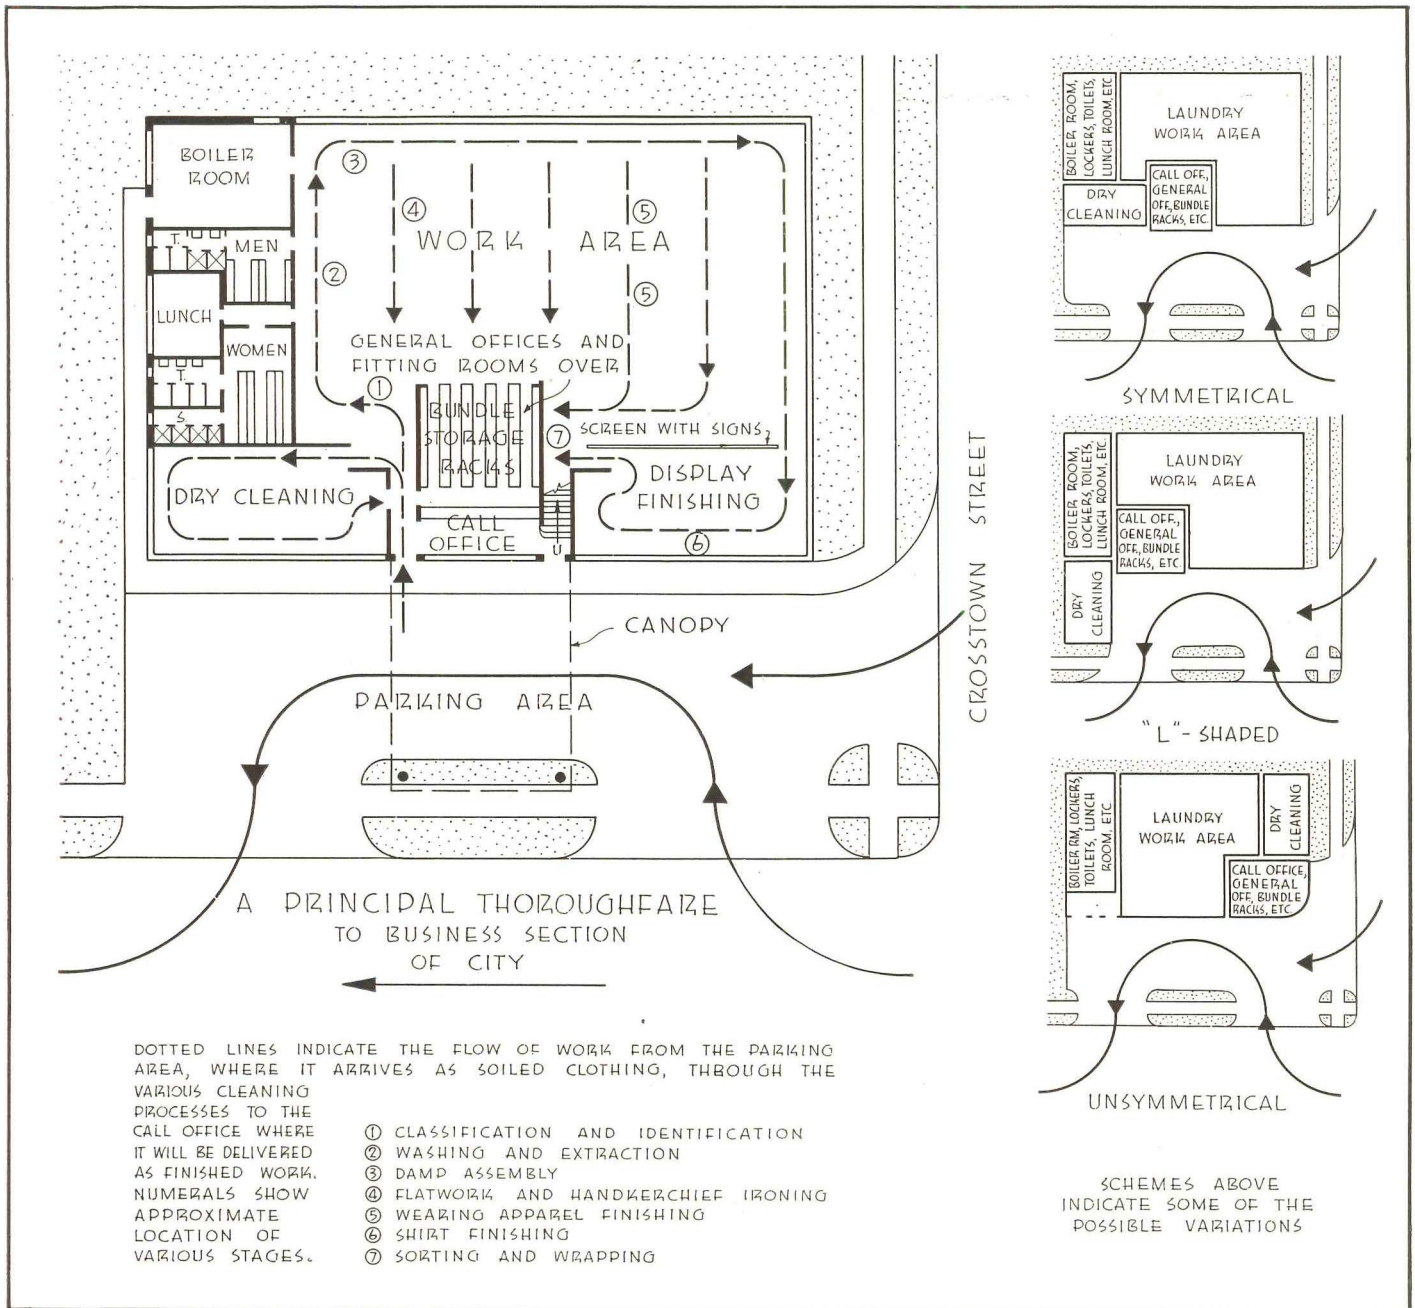 BOILER
ROOM
③
④
⑤
WORK AREA
T.
MEN
②
⑤
LUNCH
GENERAL OFFICES AND
FITTING ROOMS OVER
WOMEN
①
T.
S.
BUNDLE
STORAGE
RACKS
⑦
SCREEN WITH SIGNS
DRY CLEANING
DISPLAY
FINISHING
CALL
OFFICE
U
⑥
CANOPY
CROSSTOWN STREET
PARKING AREA
A PRINCIPAL THOROUGHFARE
TO BUSINESS SECTION
OF CITY
DOTTED LINES INDICATE THE FLOW OF WORK FROM THE PARKING
AREA, WHERE IT ARRIVES AS SOILED CLOTHING, THROUGH THE
VARIOUS CLEANING
PROCESSES TO THE
CALL OFFICE WHERE
IT WILL BE DELIVERED
AS FINISHED WORK.
NUMERALS SHOW
APPROXIMATE
LOCATION OF
VARIOUS STAGES.
① CLASSIFICATION AND IDENTIFICATION
② WASHING AND EXTRACTION
③ DAMP ASSEMBLY
④ FLATWORK AND HANDKERCHIEF IRONING
⑤ WEARING APPAREL FINISHING
⑥ SHIRT FINISHING
⑦ SORTING AND WRAPPING
BOILER ROOM,
LOCKERS, TOILETS,
LUNCH ROOM, ETC
LAUNDRY
WORK AREA
DRY
CLEANING
CALL OFF.,
GENERAL
OFF., BUNDLE
RACKS, ETC.
SYMMETRICAL
BOILER ROOM,
LOCKERS, TOILETS,
LUNCH ROOM, ETC.
LAUNDRY
WORK AREA
CALL OFF.,
GENERAL
OFF., BUNDLE
RACKS, ETC.
DRY
CLEANING
"L"-SHAPED
BOILER RM., LOCKERS,
TOILETS, LUNCH
ROOM, ETC
LAUNDRY
WORK AREA
DRY
CLEANING
CALL OFFICE,
GENERAL
OFF., BUNDLE
RACKS, ETC.
UNSYMMETRICAL
SCHEMES ABOVE
INDICATE SOME OF THE
POSSIBLE VARIATIONS